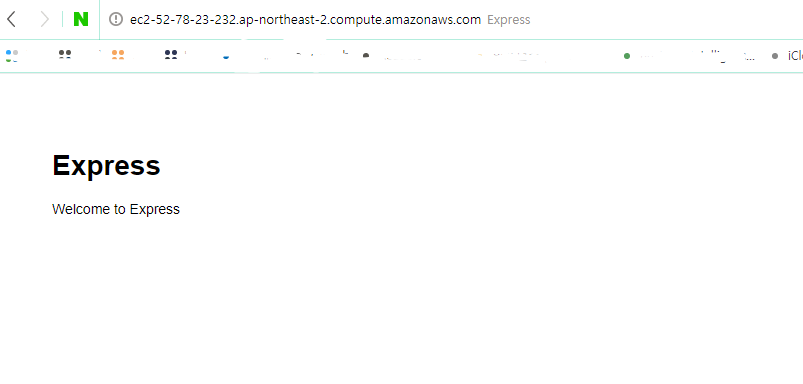 N ec2-52-78-23-232.ap-northeast-2.compute.amazonaws.com Express
Express
Welcome to Express